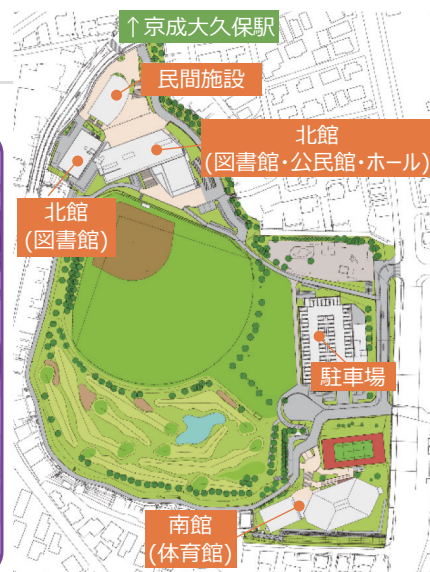 ↑京成大久保駅
民間施設
北館
(図書館・公民館・ホール)
北館
(図書館)
駐車場
南館
(体育館)